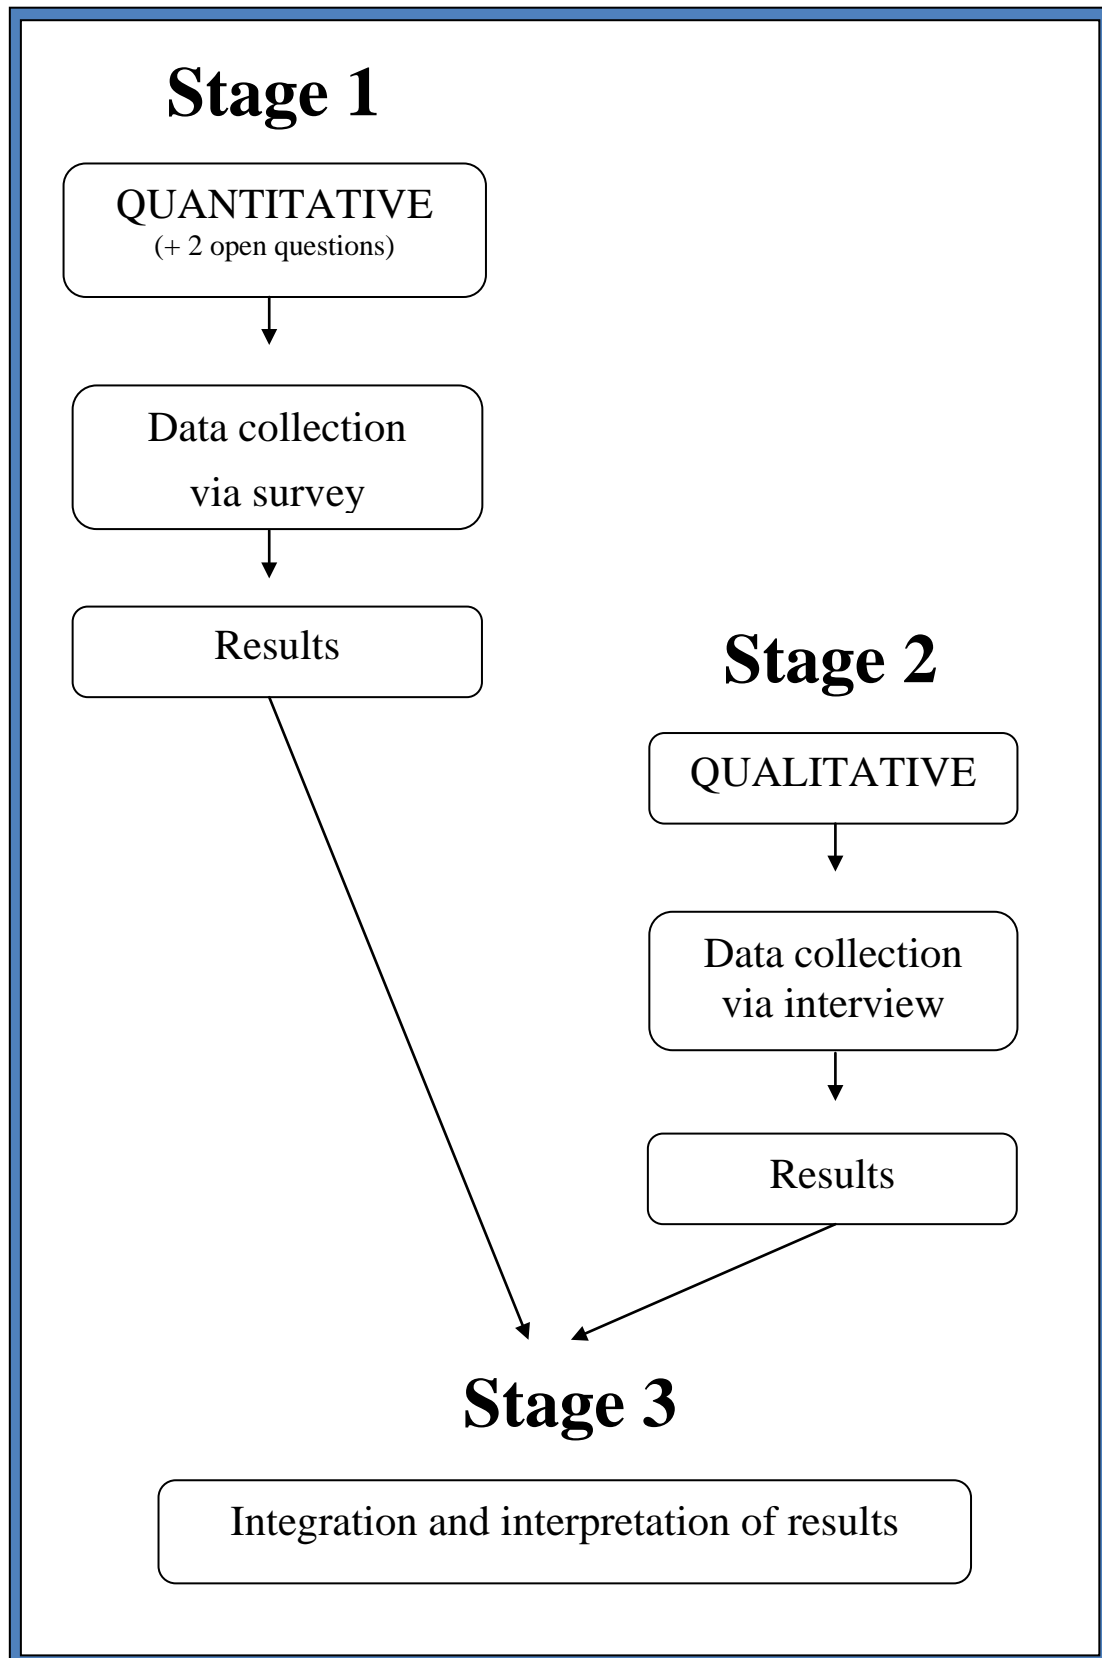 Stage 1
QUANTITATIVE
(+ 2 open questions)
Data collection
via survey
Results
Stage 2
QUALITATIVE
Data collection
via interview
Results
Stage 3
Integration and interpretation of results